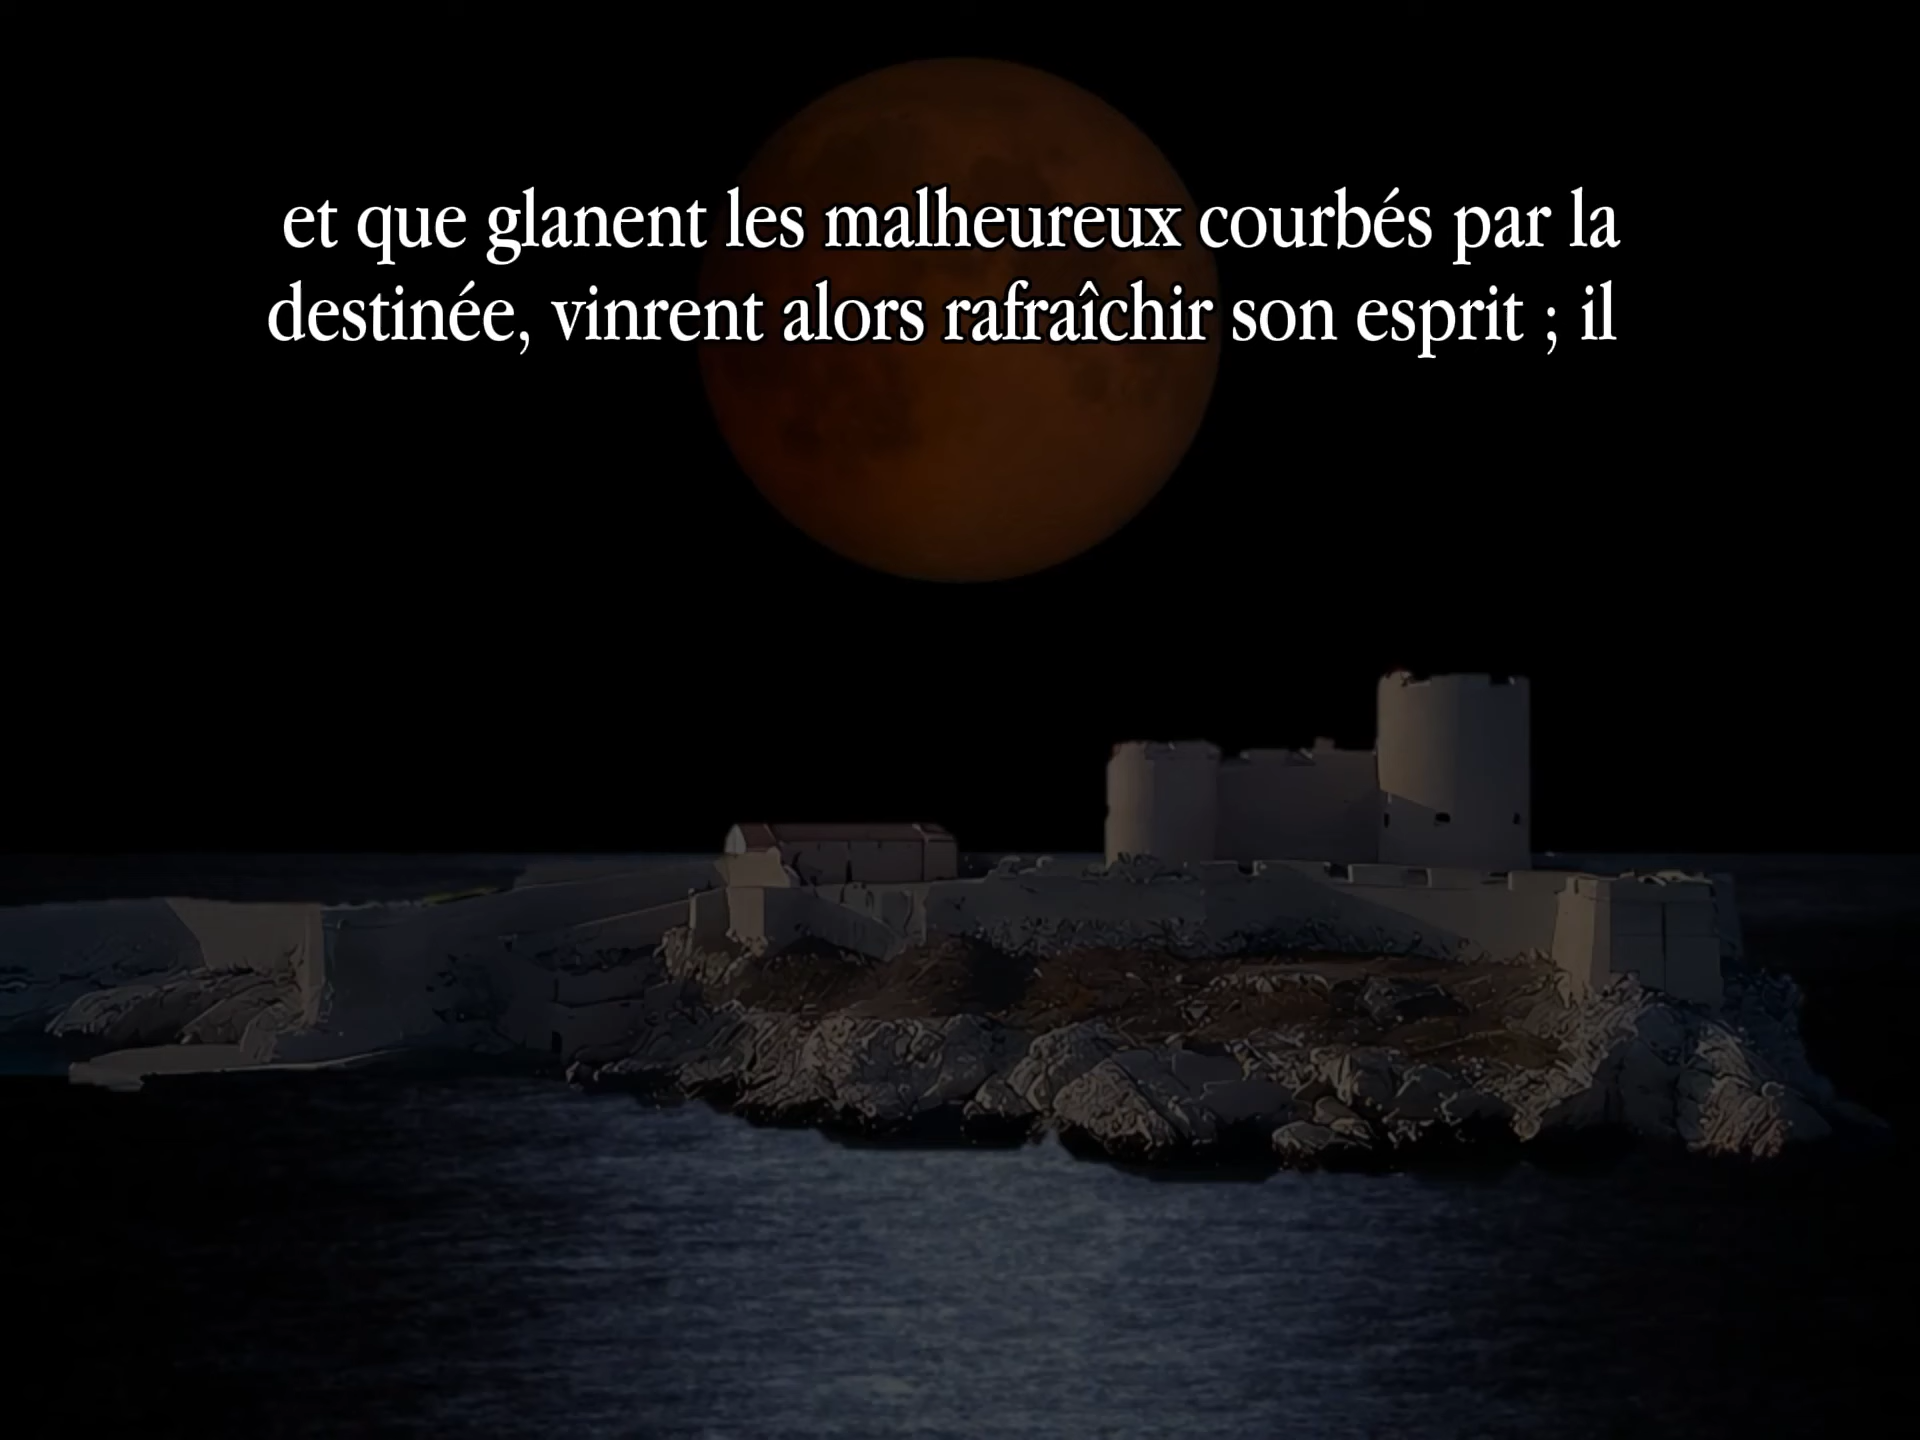 et que glanent les malheureux courbés par la
destinée, vinrent alors rafraîchir son esprit ; il